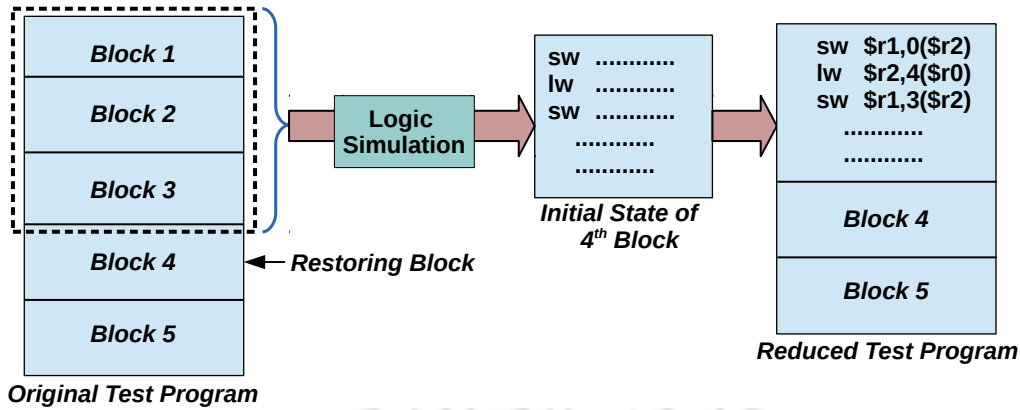 Block 1
Block 2
Block 3
Block 4
Block 5
Original Test Program
Restoring Block
Logic
Simulation
sw ............
lw ............
sw ............
............
............
Initial State of
4th Block
sw $r1,0($r2)
lw $r2,4($r0)
sw $r1,3($r2)
............
............
Block 4
Block 5
Reduced Test Program